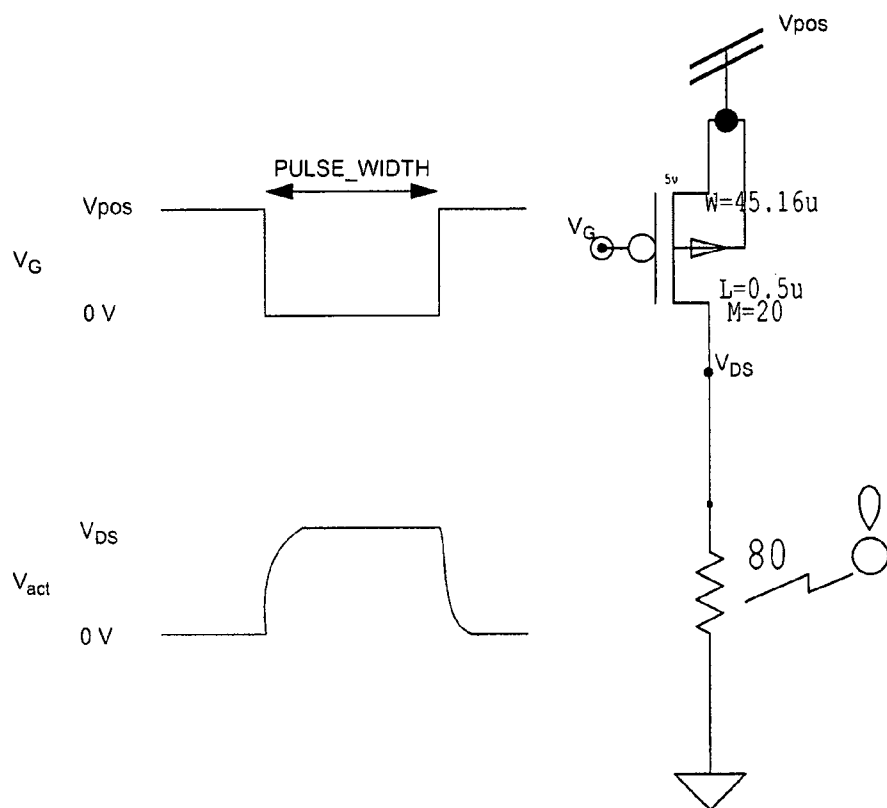 Vpos
PULSE_WIDTH
Vpos
VG
0 V
5v
W=45.16u
VG
L=0.5u
M=20
VDS
VDS
Vact
0 V
80